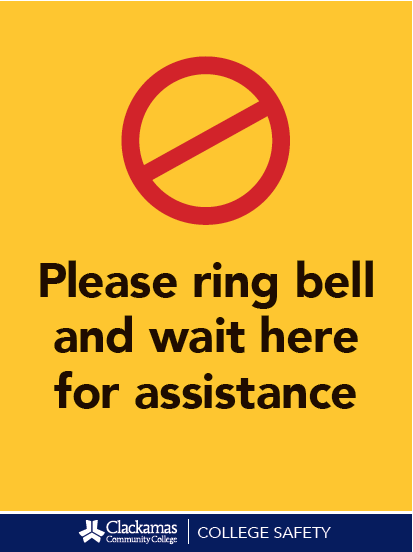 Please ring bell
and wait here
for assistance
Clackamas
Community College
COLLEGE SAFETY